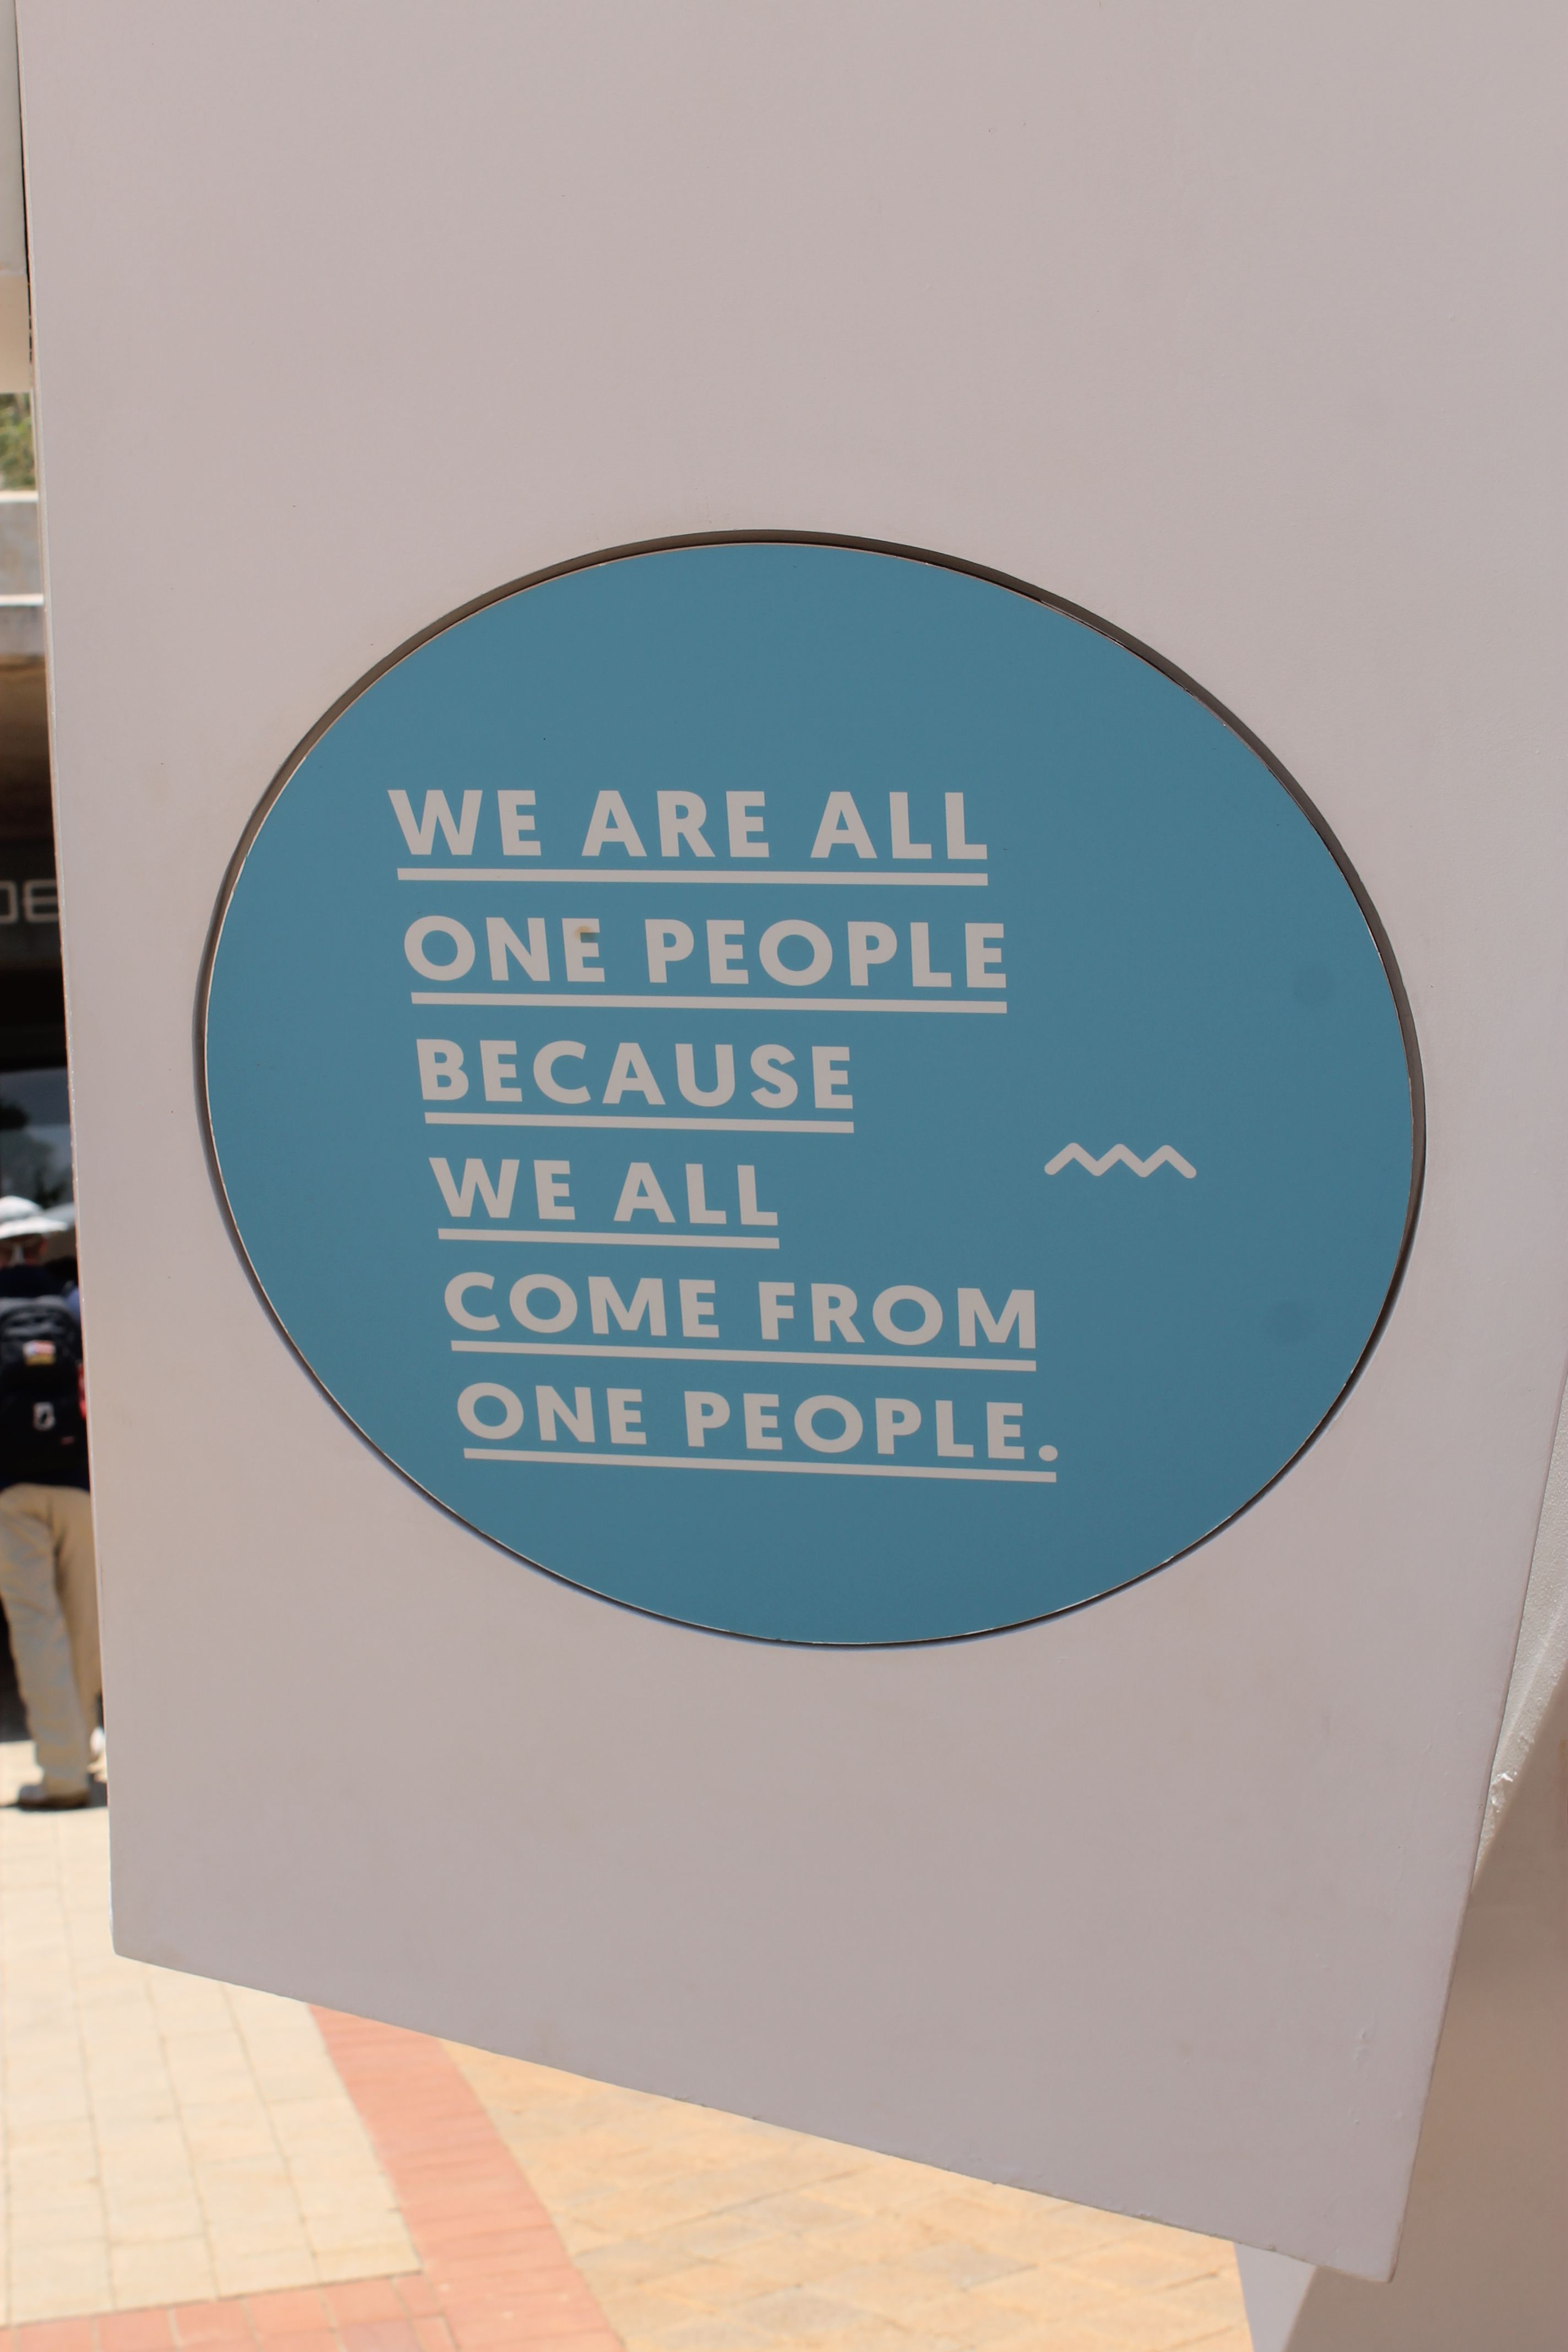 WE ARE ALL
ONE PEOPLE
BECAUSE
WE ALL
COME FROM
ONE PEOPLE.